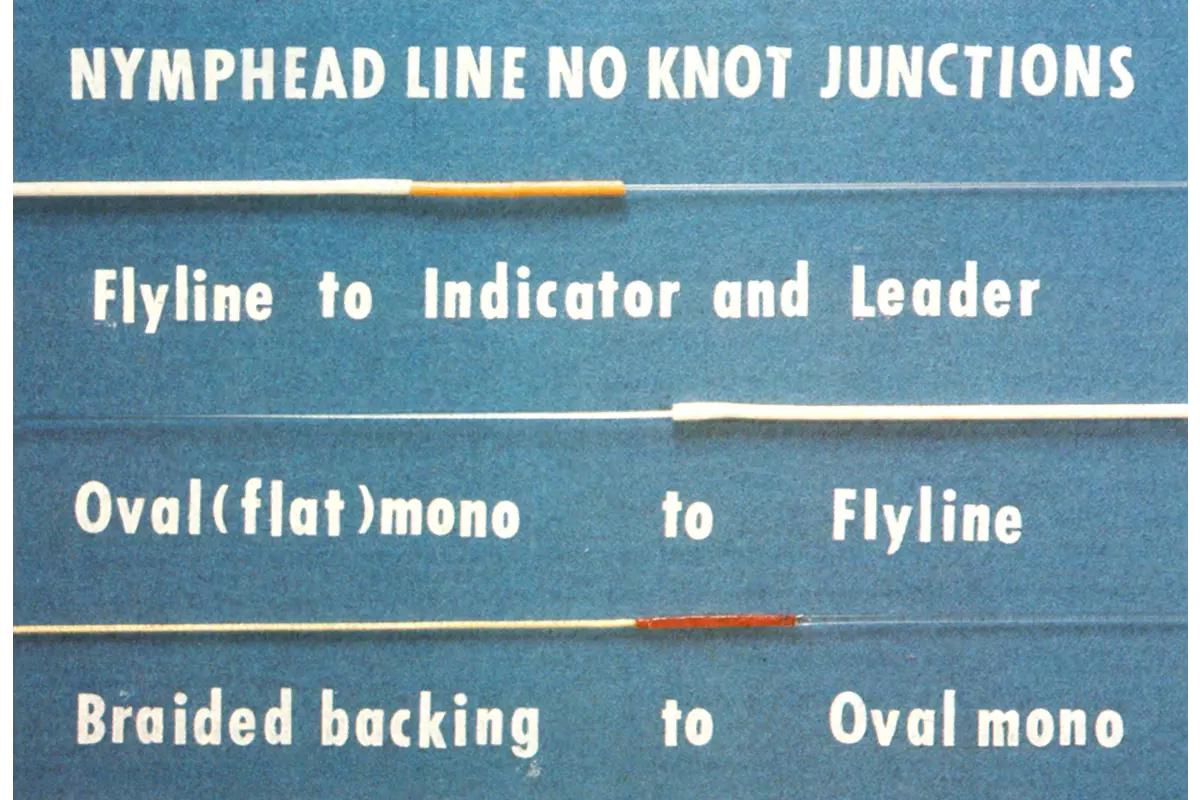 NYMPHEAD LINE NO KNOT JUNCTIONS
Flyline to Indicator and Leader
Oval(flat)mono to Flyline
Braided backing to Oval mono